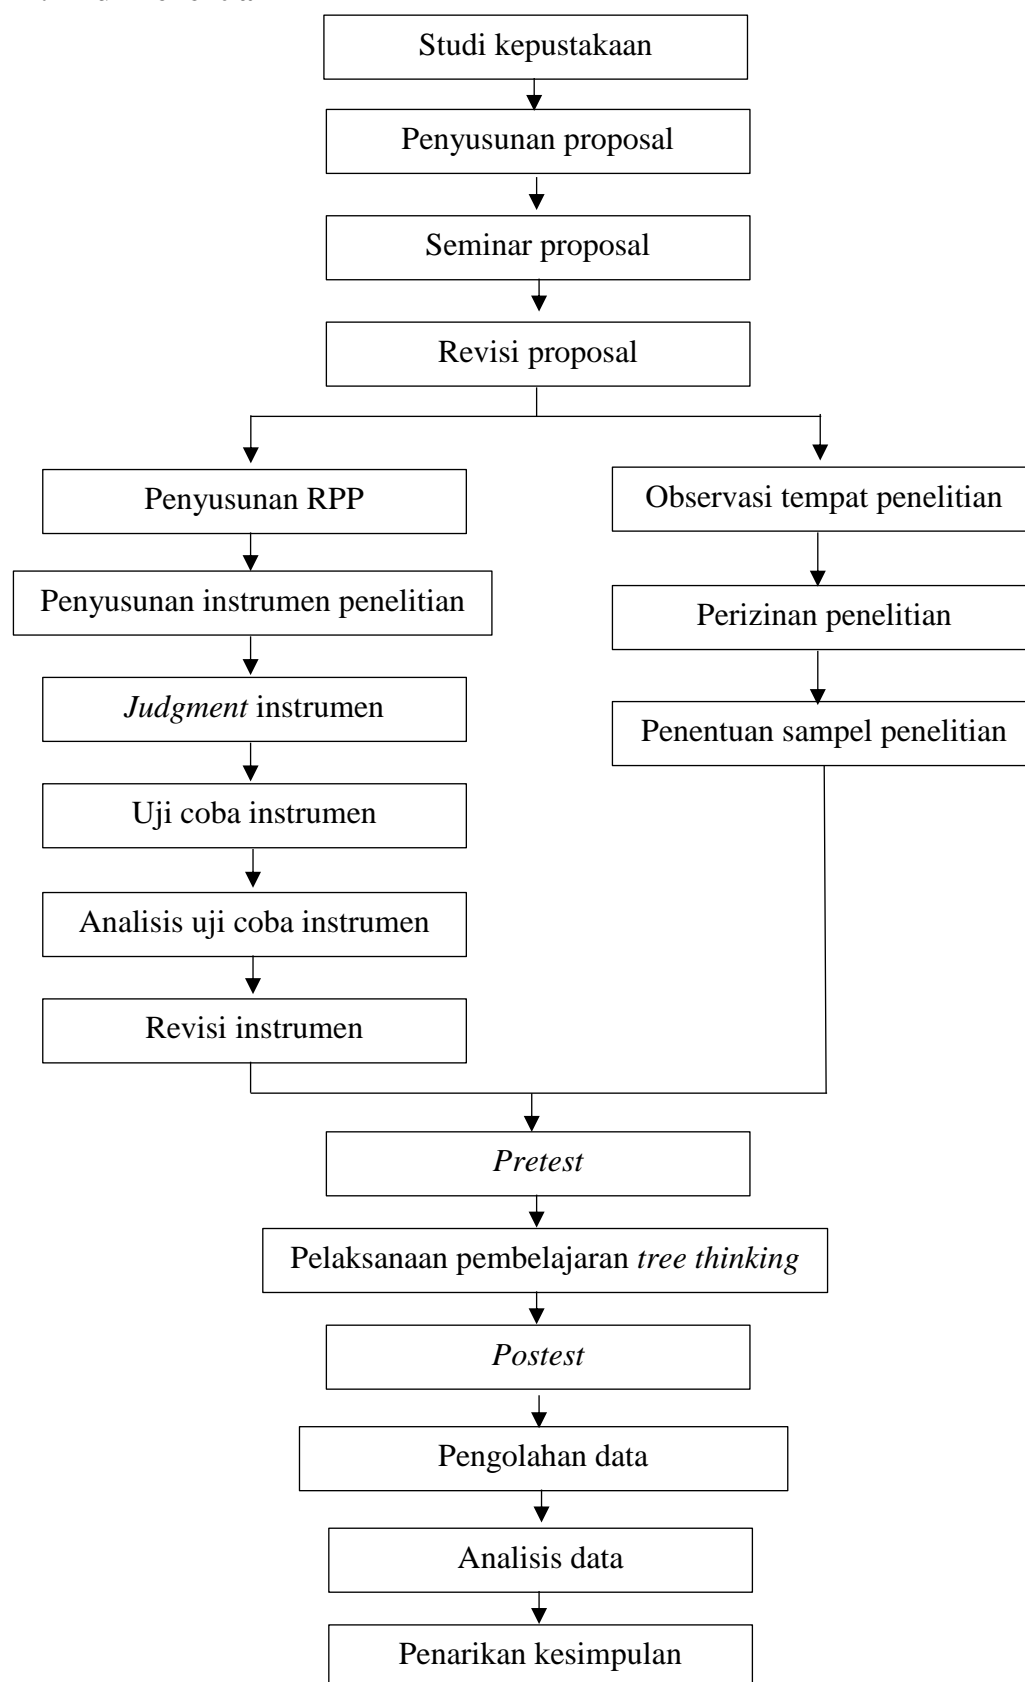 Studi kepustakaan
Penyusunan proposal
Seminar proposal
Revisi proposal
Penyusunan RPP
Penyusunan instrumen penelitian
Judgment instrumen
Uji coba instrumen
Analisis uji coba instrumen
Revisi instrumen
Observasi tempat penelitian
Perizinan penelitian
Penentuan sampel penelitian
Pretest
Pelaksanaan pembelajaran tree thinking
Postest
Pengolahan data
Analisis data
Penarikan kesimpulan